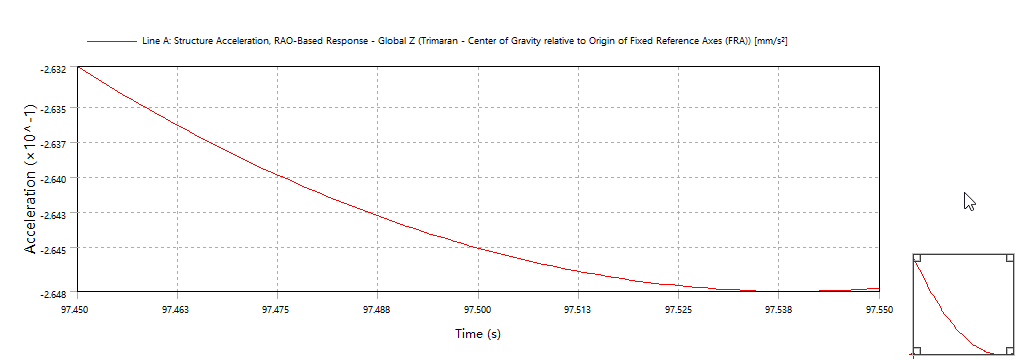 Line A: Structure Acceleration, RAO-Based Response - Global Z (Trimaran - Center of Gravity relative to Origin of Fixed Reference Axes (FRA)) [mm/s²]
Acceleration (×10^-1)
-2.632
-2.635
-2.637
-2.640
-2.643
-2.645
-2.648
97.450 97.463 97.475 97.488 97.500 97.513 97.525 97.538 97.550
Time (s)